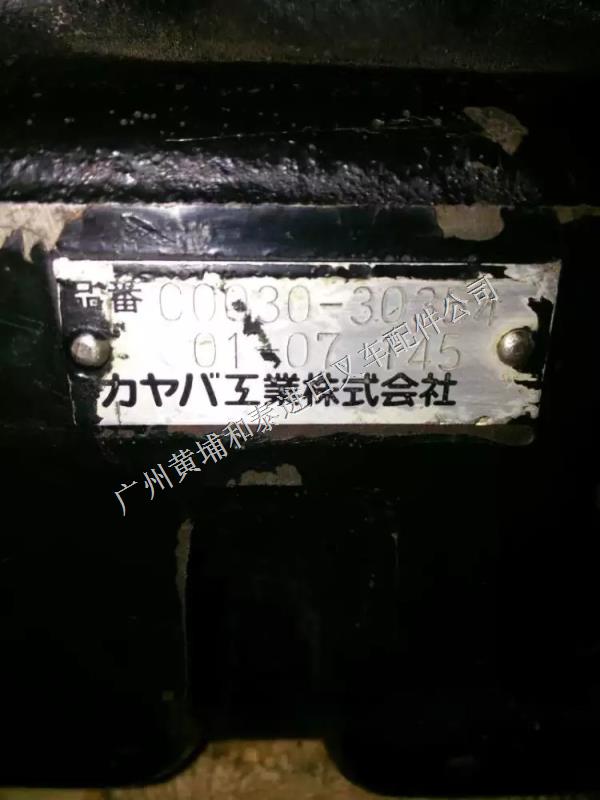 品番 C0030-303
01 07 745
カヤバ工業株式会社
广州黄埔和泰进口叉车配件公司